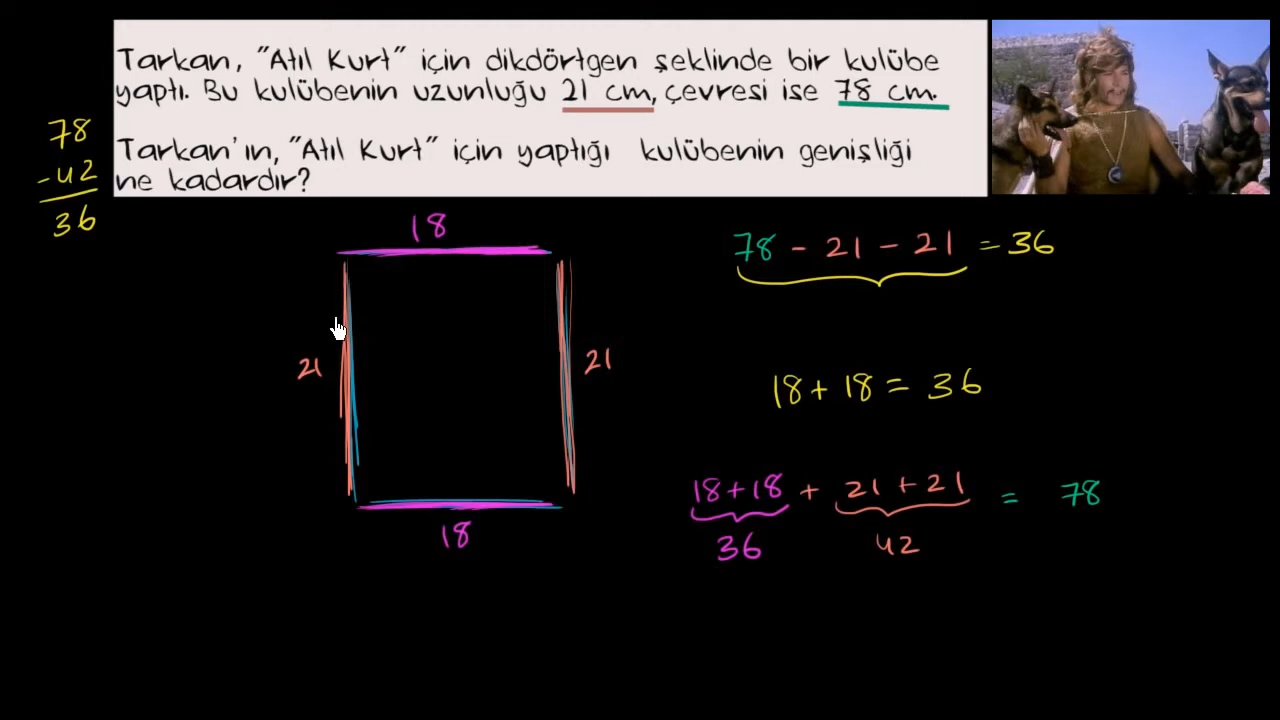 Tarkan, "Atıl Kurt" için dikdörtgen şeklinde bir kulübe
yaptı. Bu kulübenin uzunluğu 21 cm, çevresi ise 78 cm.
Tarkan'ın, "Atıl Kurt" için yaptığı kulübenin genişliği
ne kadardır?
78
-42
36
18
21
21
18
78 - 21 - 21 = 36
18 + 18 = 36
18+18 + 21 + 21 = 78
36 42